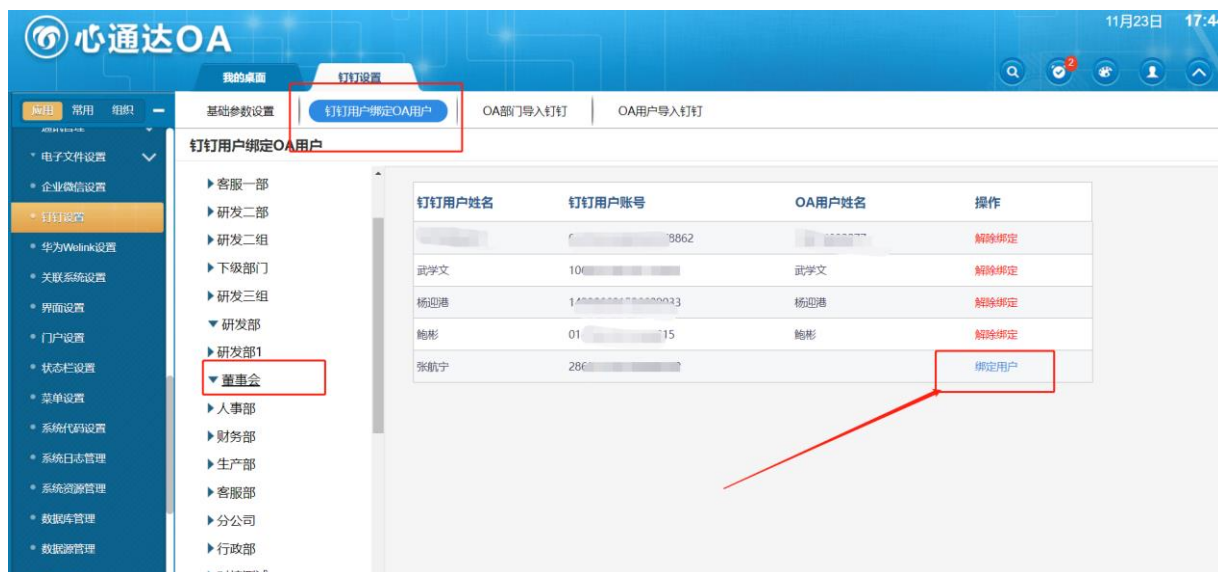 心通达OA
11月23日 17:44
我的桌面 钉钉设置
2
应用 常用 组织
基础参数设置 钉钉用户绑定OA用户 OA部门导入钉钉 OA用户导入钉钉
钉钉用户绑定OA用户
电子文件设置
企业微信设置
钉钉设置
华为Welink设置
关联系统设置
界面设置
门户设置
状态栏设置
菜单设置
系统代码设置
系统日志管理
系统资源管理
数据库管理
数据源管理
客服一部
研发二部
研发二组
下级部门
研发三组
研发部
研发部1
董事会
人事部
财务部
生产部
客服部
分公司
行政部
钉钉用户姓名 钉钉用户账号 OA用户姓名 操作
8862 解除绑定
武学文 10 武学文 解除绑定
杨迎港 14 杨迎港 解除绑定
鲍彬 01 15 鲍彬 解除绑定
张航宁 286 绑定用户